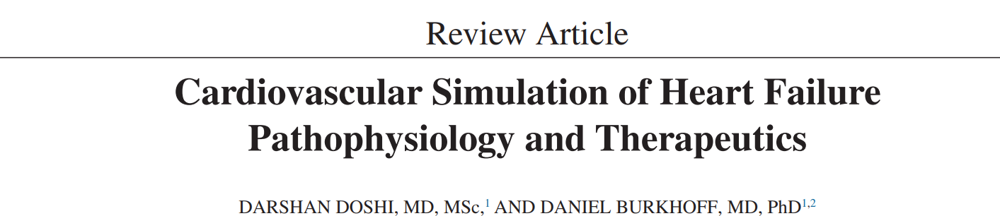 Review Article
Cardiovascular Simulation of Heart Failure
Pathophysiology and Therapeutics
DARSHAN DOSHI, MD, MSc,1 AND DANIEL BURKHOFF, MD, PhD1,2